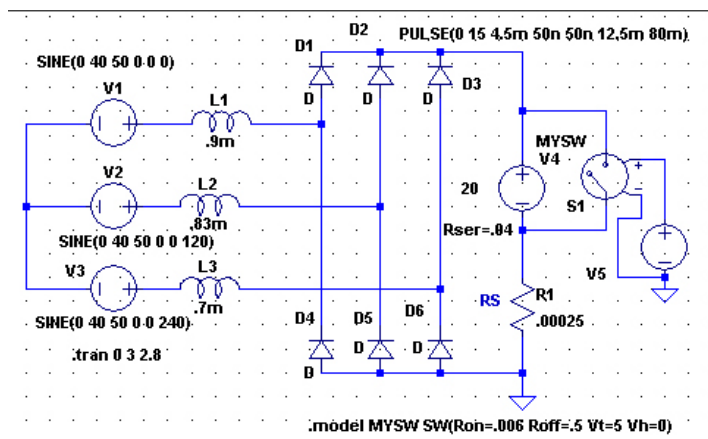 D2
PULSE(0 15 4.5m 50n 50n 12.5m 80m)
D1
SINE(0 40 50 0 0 0)
D D D D3
V1
L1
.9m
MYSW
V4
V2
L2
20
S1
.83m
SINE(0 40 50 0 0 120)
Rser=.04
V3
L3
V5
RS
R1
.7m
.00025
SINE(0 40 50 0 0 240)
D4 D5 D6
.tran 0 3 2.8
D D D
.model MYSW SW(Ron=.006 Roff=.5 Vt=5 Vh=0)